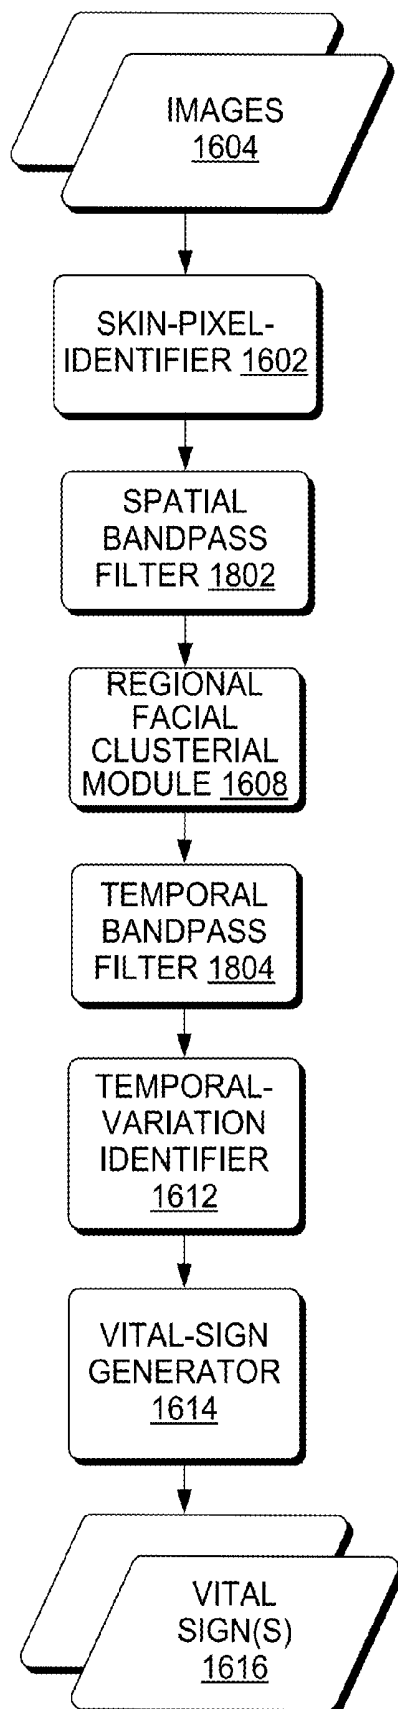 IMAGES
1604
SKIN-PIXEL-
IDENTIFIER 1602
SPATIAL
BANDPASS
FILTER 1802
REGIONAL
FACIAL
CLUSTERIAL
MODULE 1608
TEMPORAL
BANDPASS
FILTER 1804
TEMPORAL-
VARIATION
IDENTIFIER
1612
VITAL-SIGN
GENERATOR
1614
VITAL
SIGN(S)
1616